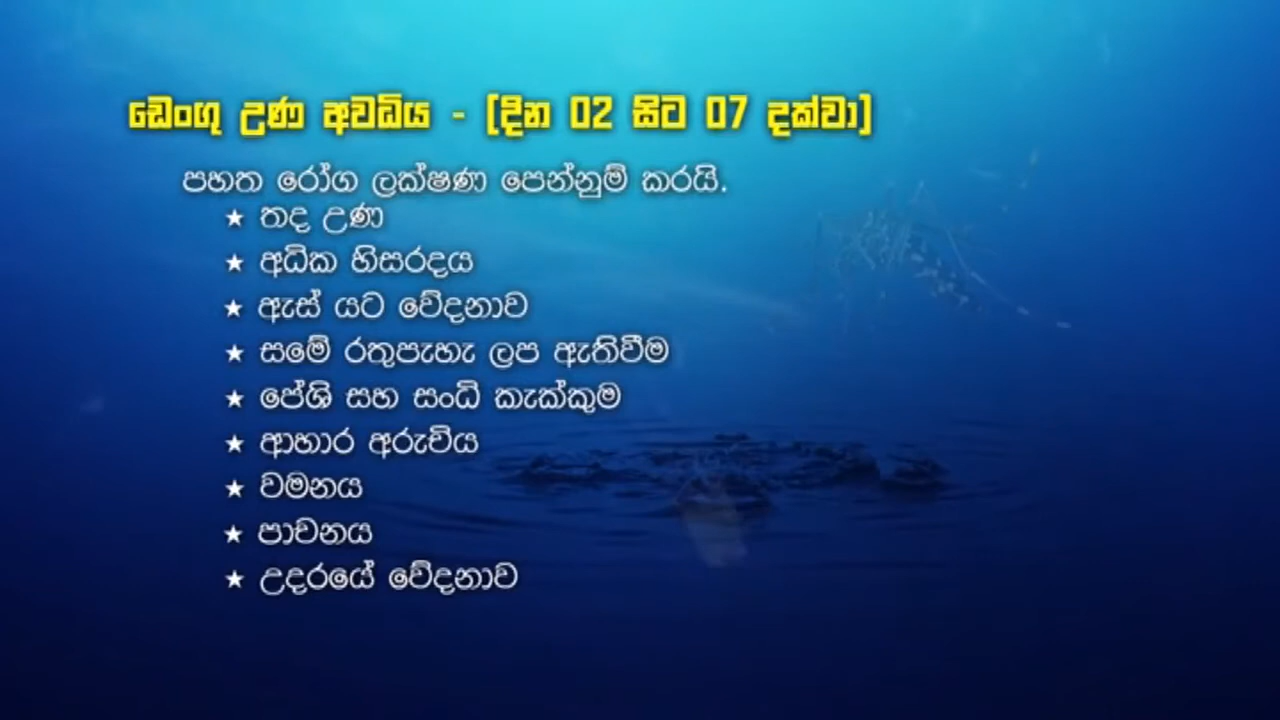 ඩෙංගු උණ අවධිය - [දින 02 සිට 07 දක්වා]
පහත රෝග ලක්ෂණ පෙන්නුම් කරයි.
★ තද උණ
★ අධික හිසරදය
★ ඇස් යට වේදනාව
★ සමේ රතුපැහැ ලප ඇතිවීම
★ පේශි සහ සංධි කැක්කුම
★ ආහාර අරුචිය
★ වමනය
★ පාචනය
★ උදරයේ වේදනාව